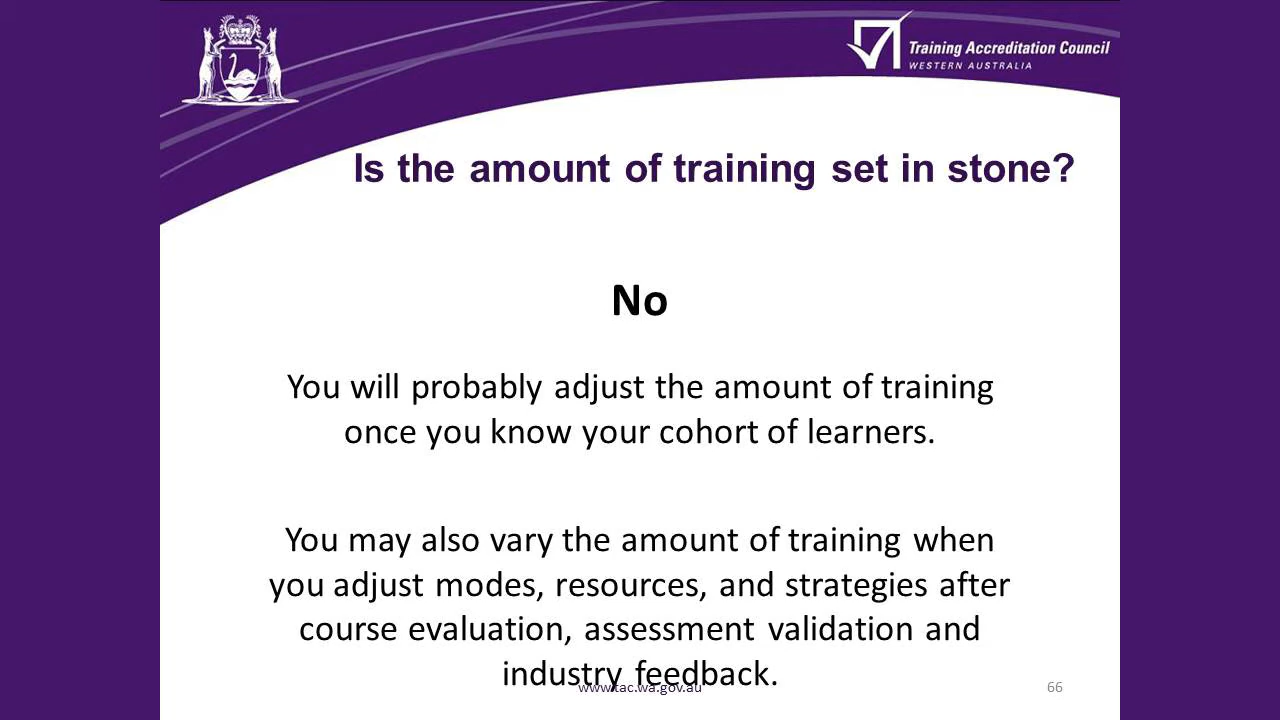 Training Accreditation Council
WESTERN AUSTRALIA
Is the amount of training set in stone?
No
You will probably adjust the amount of training
once you know your cohort of learners.
You may also vary the amount of training when
you adjust modes, resources, and strategies after
course evaluation, assessment validation and
industry feedback.
www.tac.wa.gov.au
66